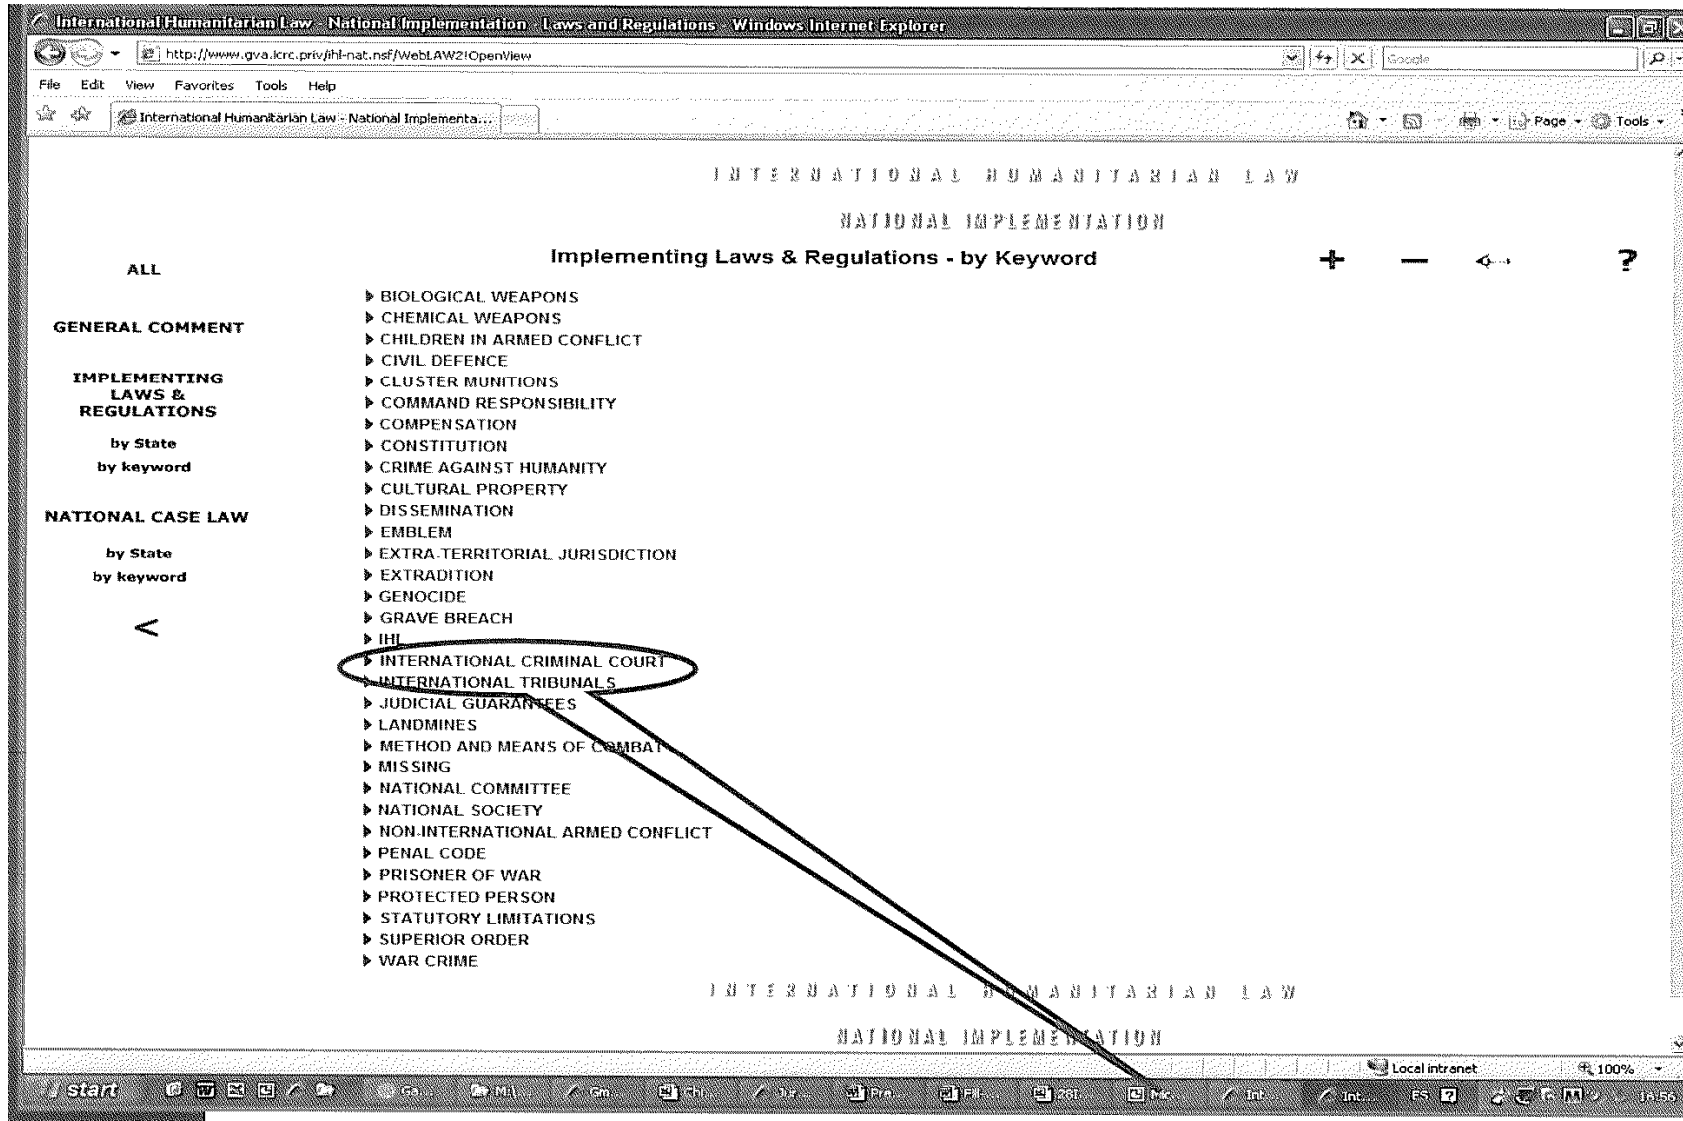 International Humanitarian Law - National Implementation - Laws and Regulations - Windows Internet Explorer
http://www.gva.icrc.priv/ihl-nat.nsf/WebLAW2!OpenView
Google
File Edit View Favorites Tools Help
International Humanitarian Law - National Implementa...
Page Tools
INTERNATIONAL HUMANITARIAN LAW
NATIONAL IMPLEMENTATION
Implementing Laws & Regulations - by Keyword
+ — ?
ALL
GENERAL COMMENT
IMPLEMENTING
LAWS &
REGULATIONS
by State
by keyword
NATIONAL CASE LAW
by State
by keyword
<
BIOLOGICAL WEAPONS
CHEMICAL WEAPONS
CHILDREN IN ARMED CONFLICT
CIVIL DEFENCE
CLUSTER MUNITIONS
COMMAND RESPONSIBILITY
COMPENSATION
CONSTITUTION
CRIME AGAINST HUMANITY
CULTURAL PROPERTY
DISSEMINATION
EMBLEM
EXTRA-TERRITORIAL JURISDICTION
EXTRADITION
GENOCIDE
GRAVE BREACH
IHL
INTERNATIONAL CRIMINAL COURT
INTERNATIONAL TRIBUNALS
JUDICIAL GUARANTEES
LANDMINES
METHOD AND MEANS OF COMBAT
MISSING
NATIONAL COMMITTEE
NATIONAL SOCIETY
NON-INTERNATIONAL ARMED CONFLICT
PENAL CODE
PRISONER OF WAR
PROTECTED PERSON
STATUTORY LIMITATIONS
SUPERIOR ORDER
WAR CRIME
INTERNATIONAL HUMANITARIAN LAW
NATIONAL IMPLEMENTATION
Local intranet 100%
start Int... Int... ES 16:56